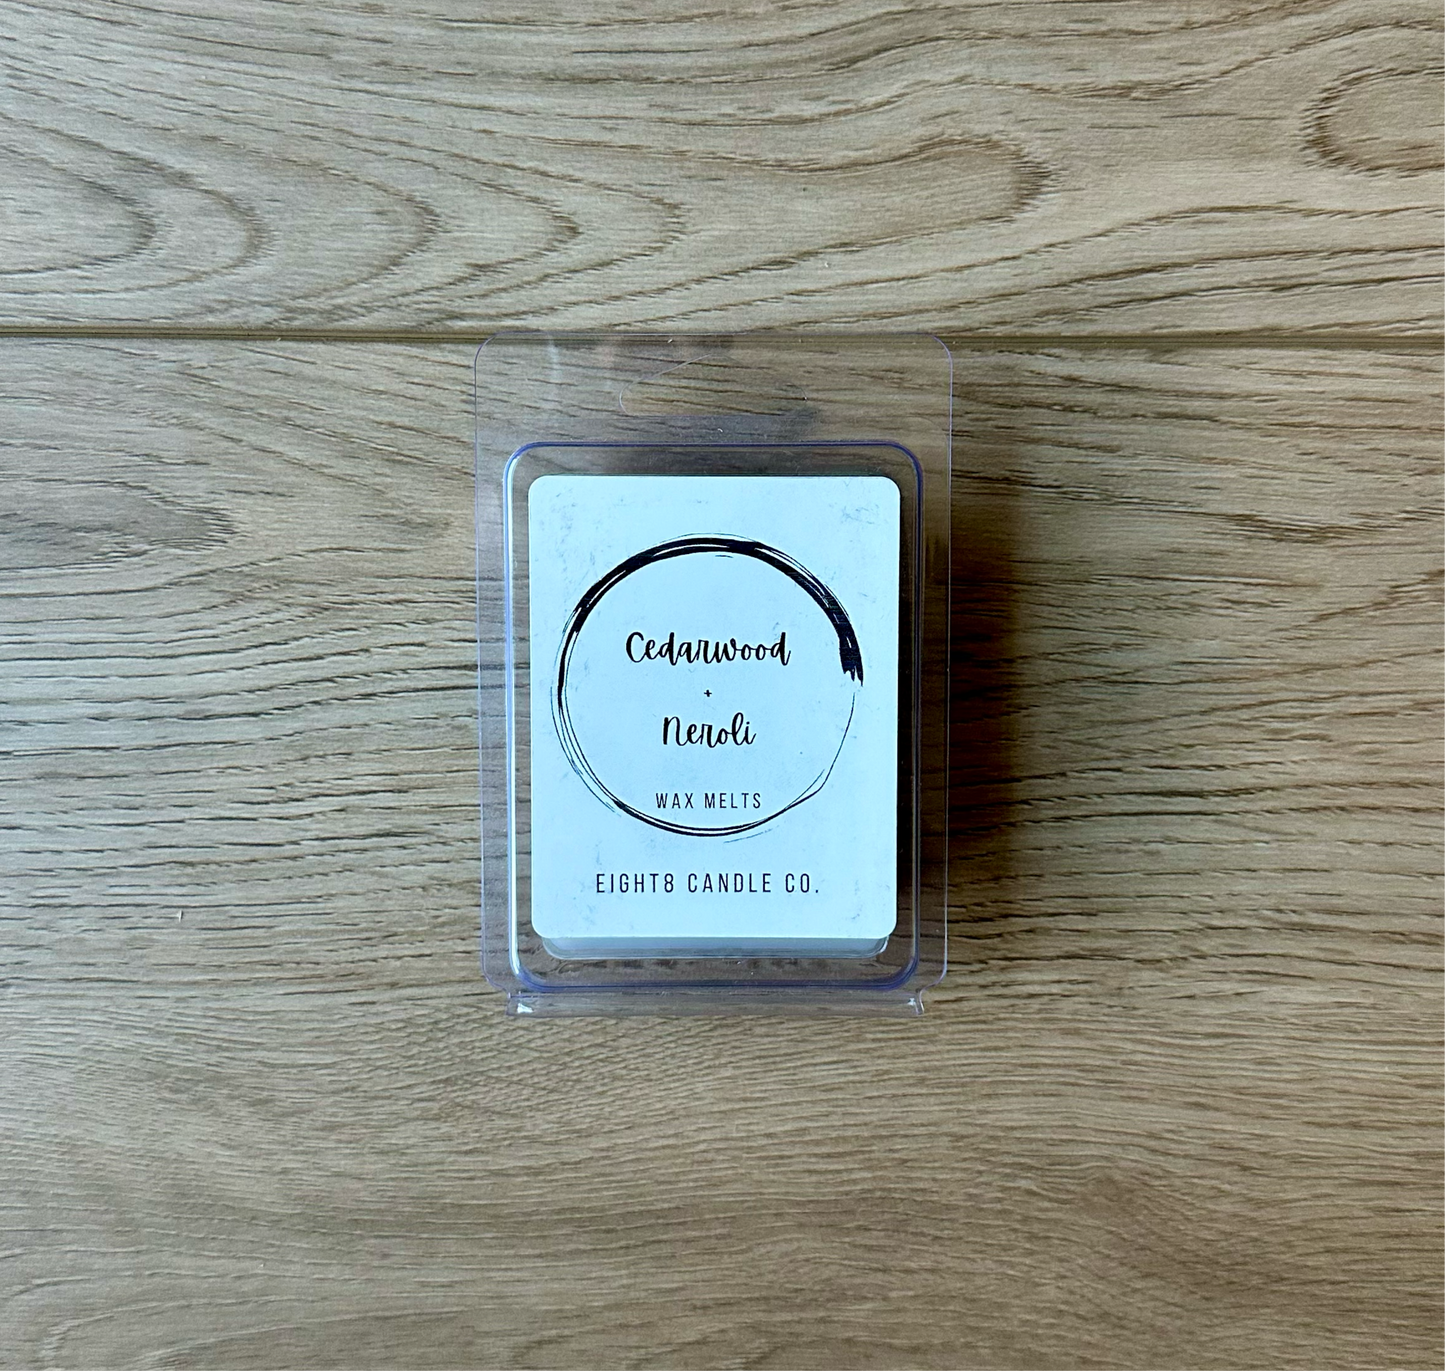 Cedarwood
+
Neroli
WAX MELTS
EIGHT8 CANDLE CO.